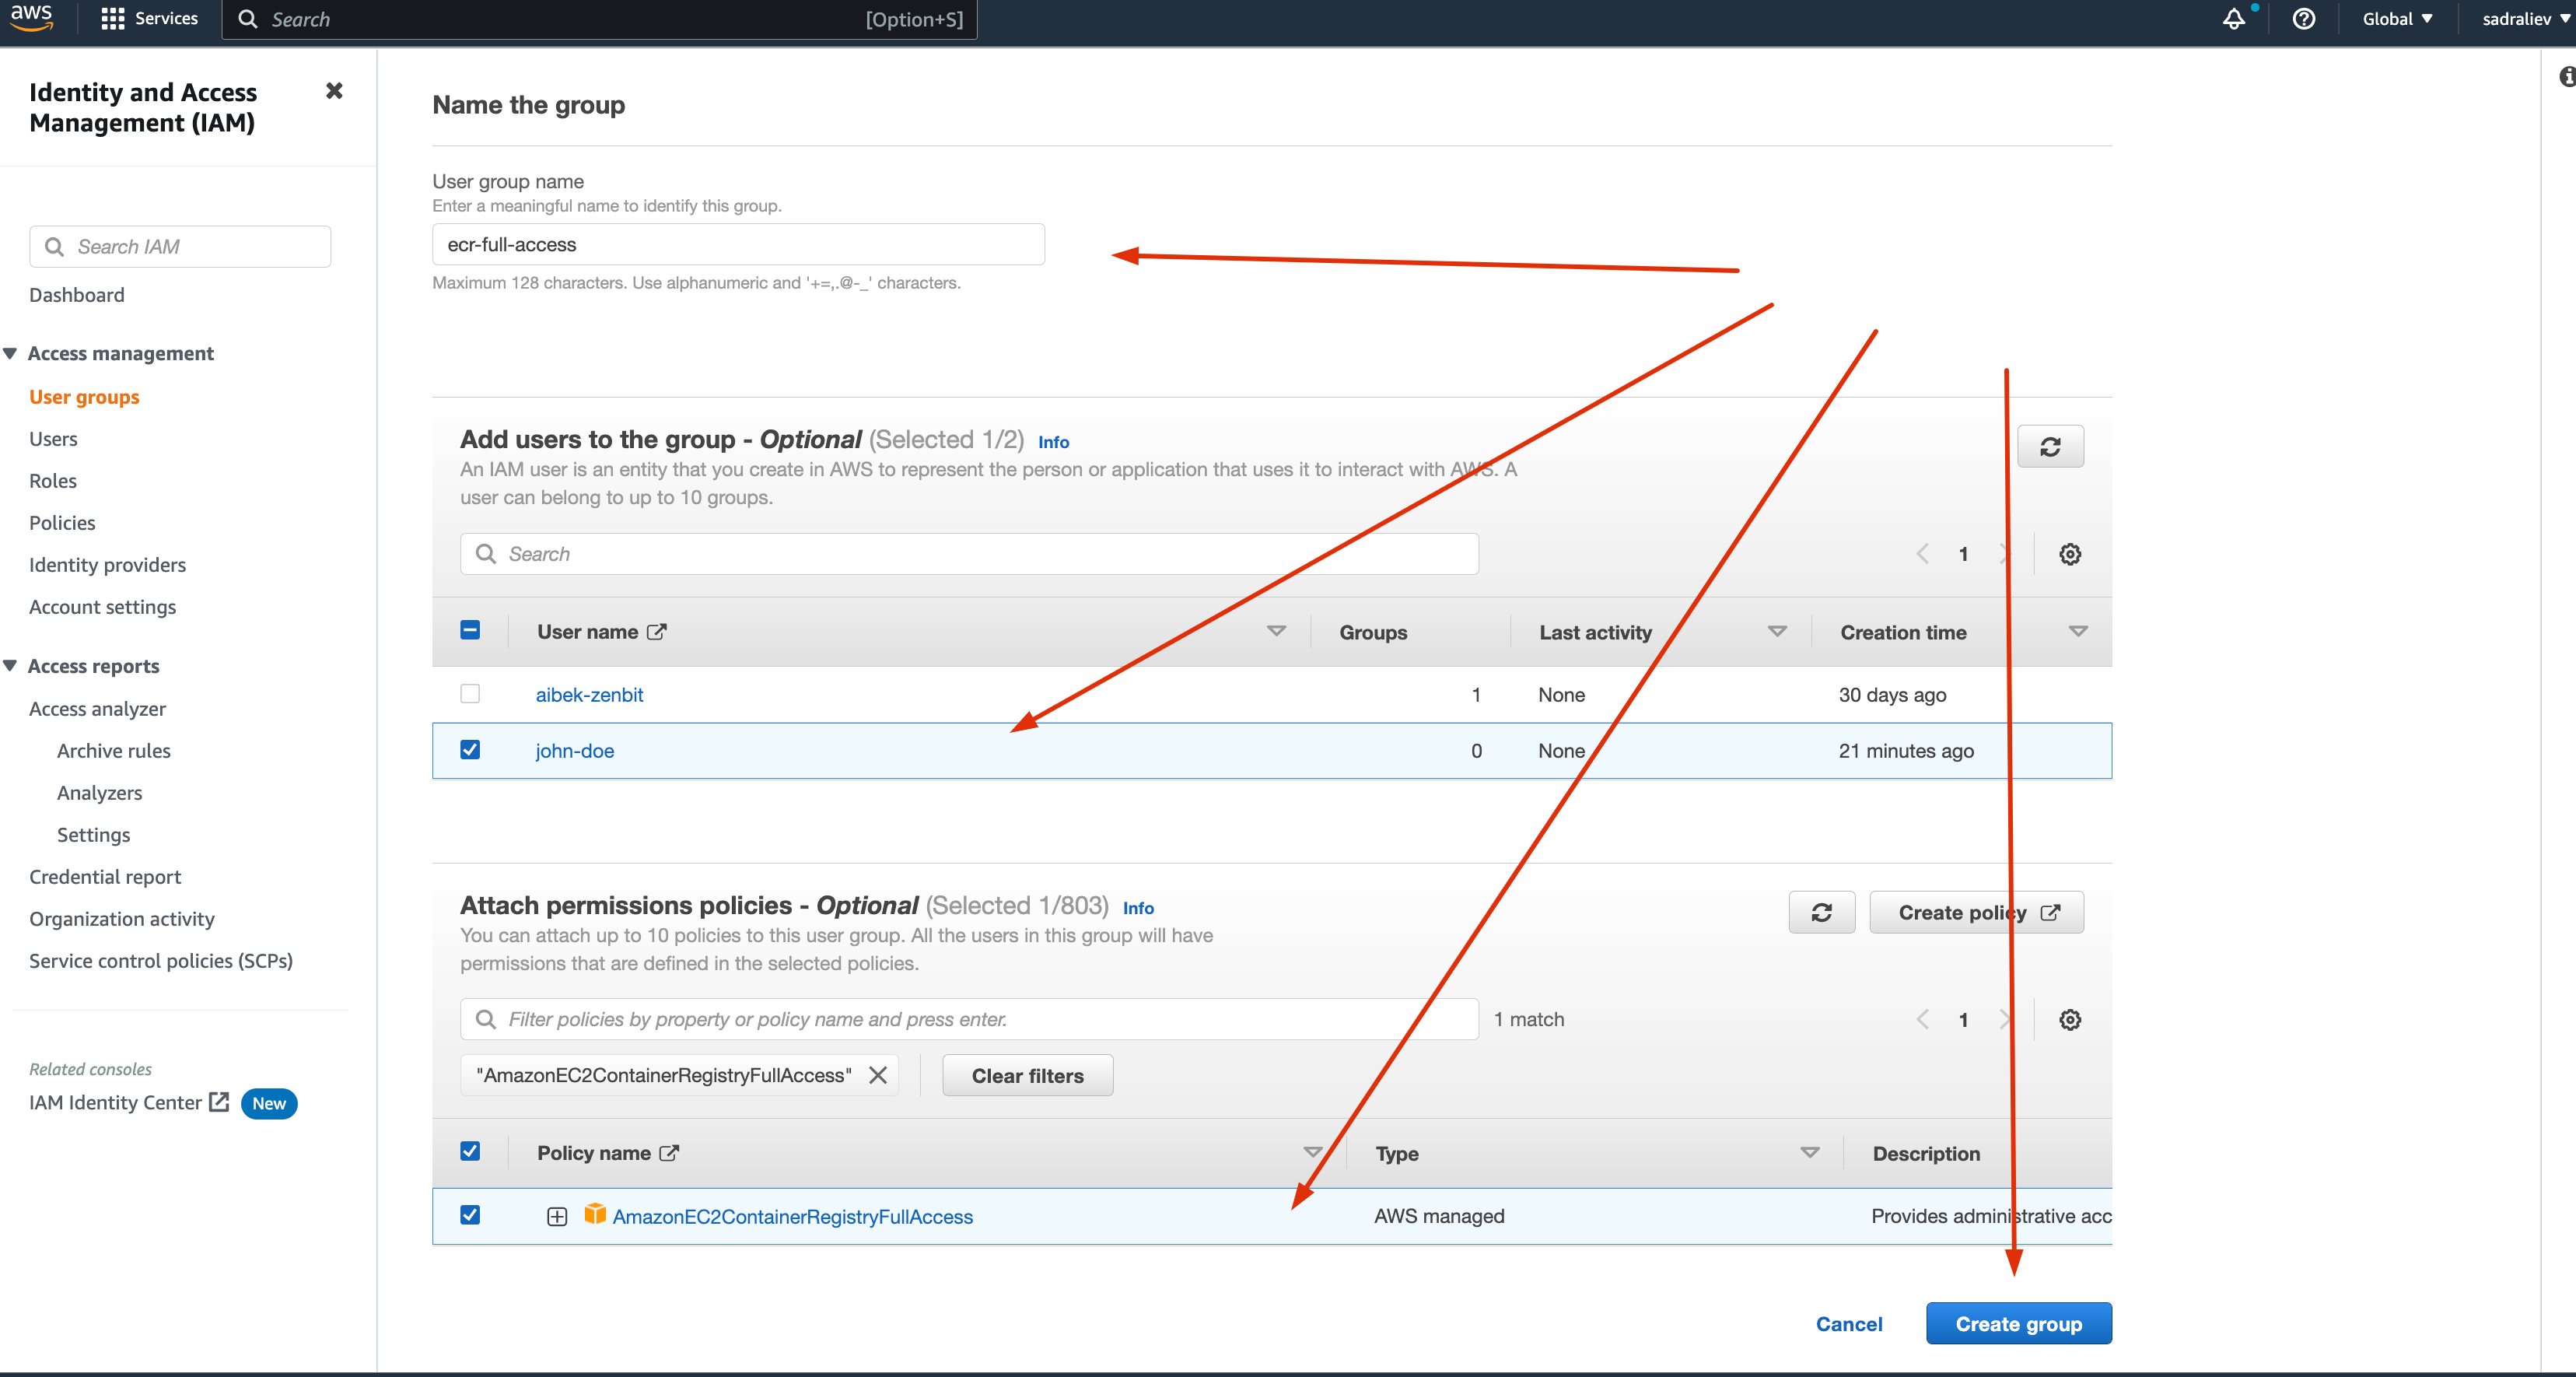 aws
Services
Search
[Option+S]
Global
sadraliev
Identity and Access
Management (IAM)
Search IAM
Dashboard
Access management
User groups
Users
Roles
Policies
Identity providers
Account settings
Access reports
Access analyzer
Archive rules
Analyzers
Settings
Credential report
Organization activity
Service control policies (SCPs)
Related consoles
IAM Identity Center
New
Name the group
User group name
Enter a meaningful name to identify this group.
ecr-full-access
Maximum 128 characters. Use alphanumeric and '+=,.@-_' characters.
Add users to the group - Optional (Selected 1/2) Info
An IAM user is an entity that you create in AWS to represent the person or application that uses it to interact with AWS. A
user can belong to up to 10 groups.
Search
1
User name Groups Last activity Creation time
aibek-zenbit 1 None 30 days ago
john-doe 0 None 21 minutes ago
Attach permissions policies - Optional (Selected 1/803) Info
Create policy
You can attach up to 10 policies to this user group. All the users in this group will have
permissions that are defined in the selected policies.
Filter policies by property or policy name and press enter.
1 match
1
"AmazonEC2ContainerRegistryFullAccess"
Clear filters
Policy name Type Description
AmazonEC2ContainerRegistryFullAccess AWS managed Provides administrative acc
Cancel
Create group